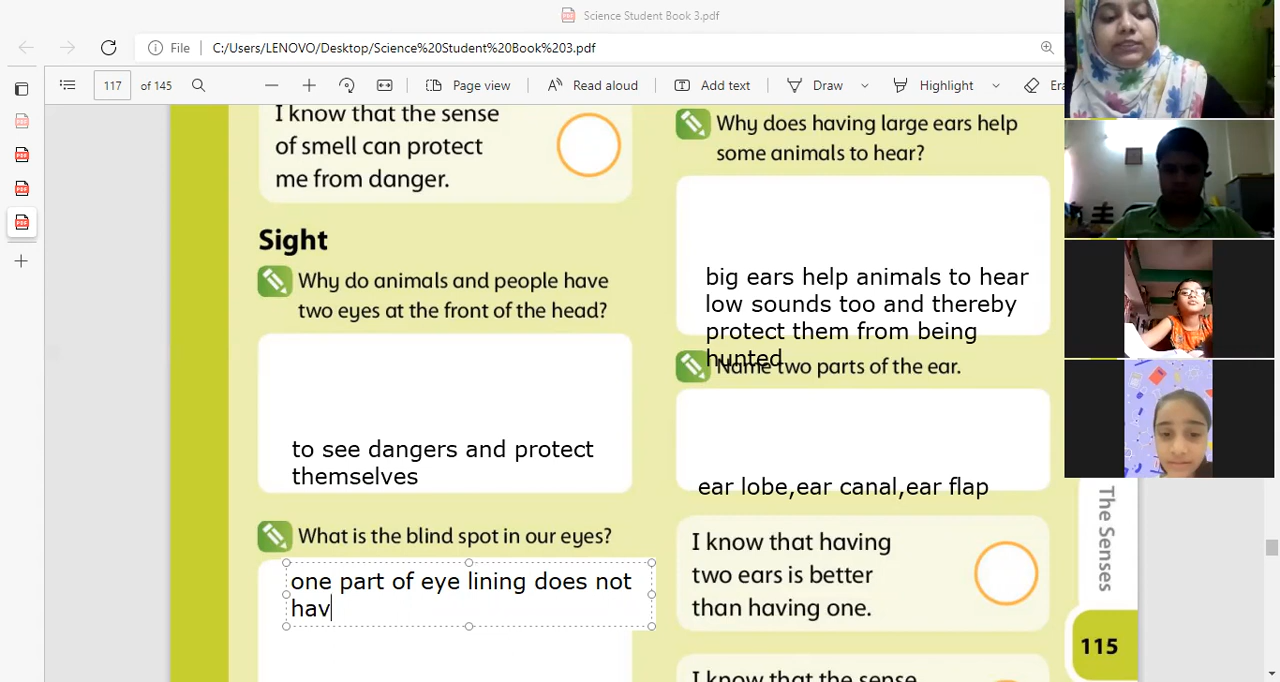 Science Student Book 3.pdf
File
C:/Users/LENOVO/Desktop/Science%20Student%20Book%203.pdf
117 of 145
Page view
Read aloud
Add text
Draw
Highlight
Era
I know that the sense
of smell can protect
me from danger.
Sight
Why do animals and people have
two eyes at the front of the head?
to see dangers and protect
themselves
What is the blind spot in our eyes?
one part of eye lining does not
hav
Why does having large ears help
some animals to hear?
big ears help animals to hear
low sounds too and thereby
protect them from being
hunted
Name two parts of the ear.
ear lobe,ear canal,ear flap
I know that having
two ears is better
than having one.
I know that the sense
The Senses
115